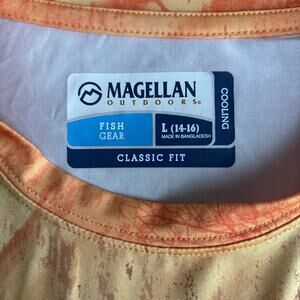 MAGELLAN
OUTDOORS®
FISH
GEAR
L (14-16)
MADE IN BANGLADESH
COOLING
CLASSIC FIT